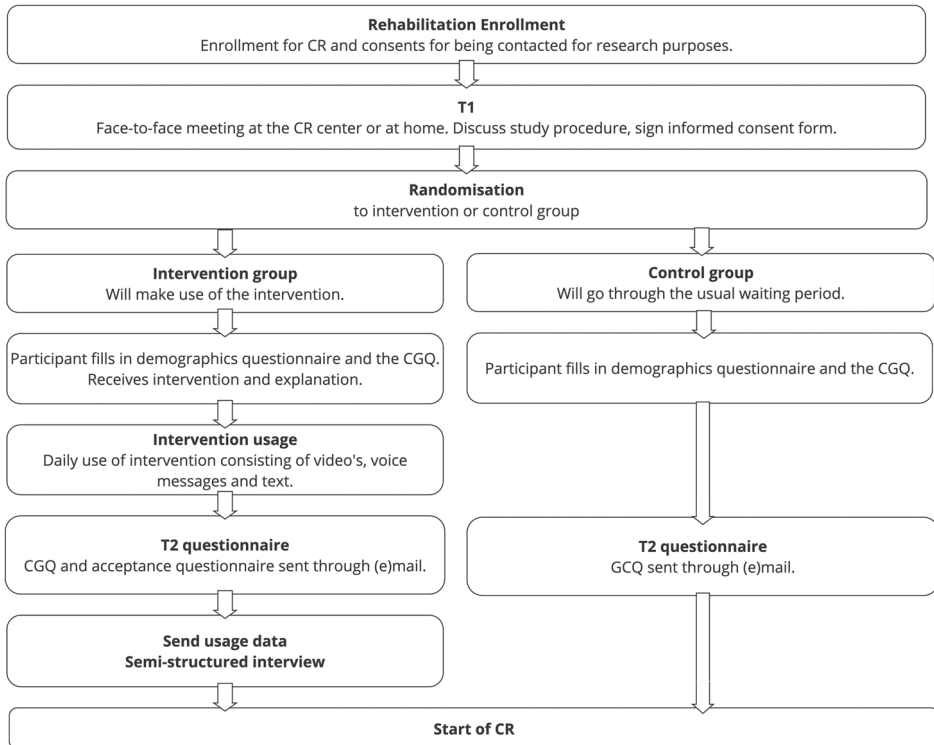 Rehabilitation Enrollment
Enrollment for CR and consents for being contacted for research purposes.
T1
Face-to-face meeting at the CR center or at home. Discuss study procedure, sign informed consent form.
Randomisation
to intervention or control group
Intervention group
Will make use of the intervention.
Control group
Will go through the usual waiting period.
Participant fills in demographics questionnaire and the CGQ.
Receives intervention and explanation.
Participant fills in demographics questionnaire and the CGQ.
Intervention usage
Daily use of intervention consisting of video's, voice
messages and text.
T2 questionnaire
CGQ and acceptance questionnaire sent through (e)mail.
T2 questionnaire
GCQ sent through (e)mail.
Send usage data
Semi-structured interview
Start of CR